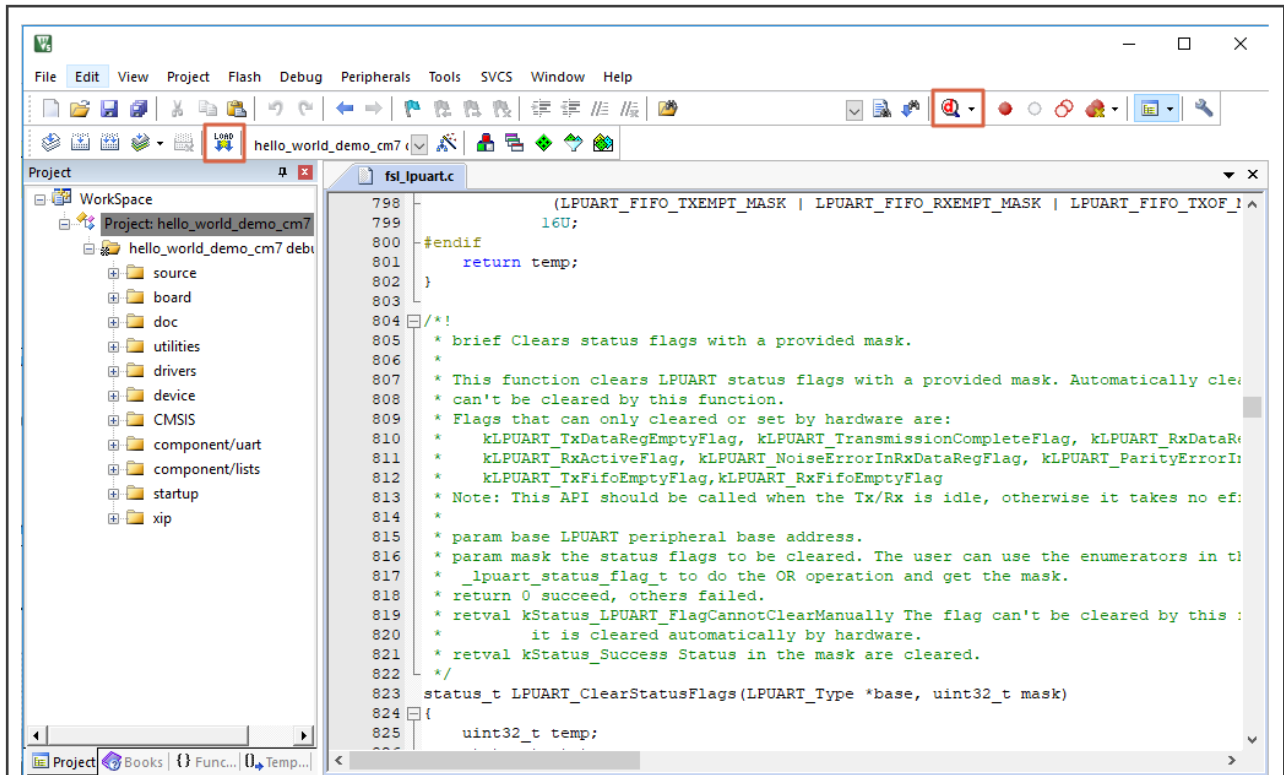 File Edit View Project Flash Debug Peripherals Tools SVCS Window Help
LOAD hello_world_demo_cm7
Project
fsl_lpuart.c
WorkSpace
Project: hello_world_demo_cm7
hello_world_demo_cm7
source
board
doc
utilities
drivers
device
CMSIS
component/uart
component/lists
startup
xip
798 (LPUART_FIFO_TXEMPT_MASK | LPUART_FIFO_RXEMPT_MASK |
799 16U;
800 #endif
801 return temp;
802 }
803
804 /*!
805 * brief Clears status flags with a provided mask.
806 *
807 * This function clears LPUART status flags with a provided mask. Automatically
808 * can't be cleared by this function.
809 * Flags that can only cleared or set by hardware are:
810 * kLPUART_TxDataRegEmptyFlag, kLPUART_TransmissionCompleteFlag,
811 * kLPUART_RxActiveFlag, kLPUART_NoiseErrorInRxDataRegFlag,
812 * kLPUART_TxFifoEmptyFlag,kLPUART_RxFifoEmptyFlag
813 * Note: This API should be called when the Tx/Rx is idle, otherwise it takes no
814 *
815 * param base LPUART peripheral base address.
816 * param mask the status flags to be cleared. The user can use the enumerators in
817 * _lpuart_status_flag_t to do the OR operation and get the mask.
818 * return 0 succeed, others failed.
819 * retval kStatus_LPUART_FlagCannotClearManually The flag can't be cleared by this
820 * it is cleared automatically by hardware.
821 * retval kStatus_Success Status in the mask are cleared.
822 */
823 status_t LPUART_ClearStatusFlags(LPUART_Type *base, uint32_t mask)
824 {
825 uint32_t temp;
Project Books {} Func... Temp...